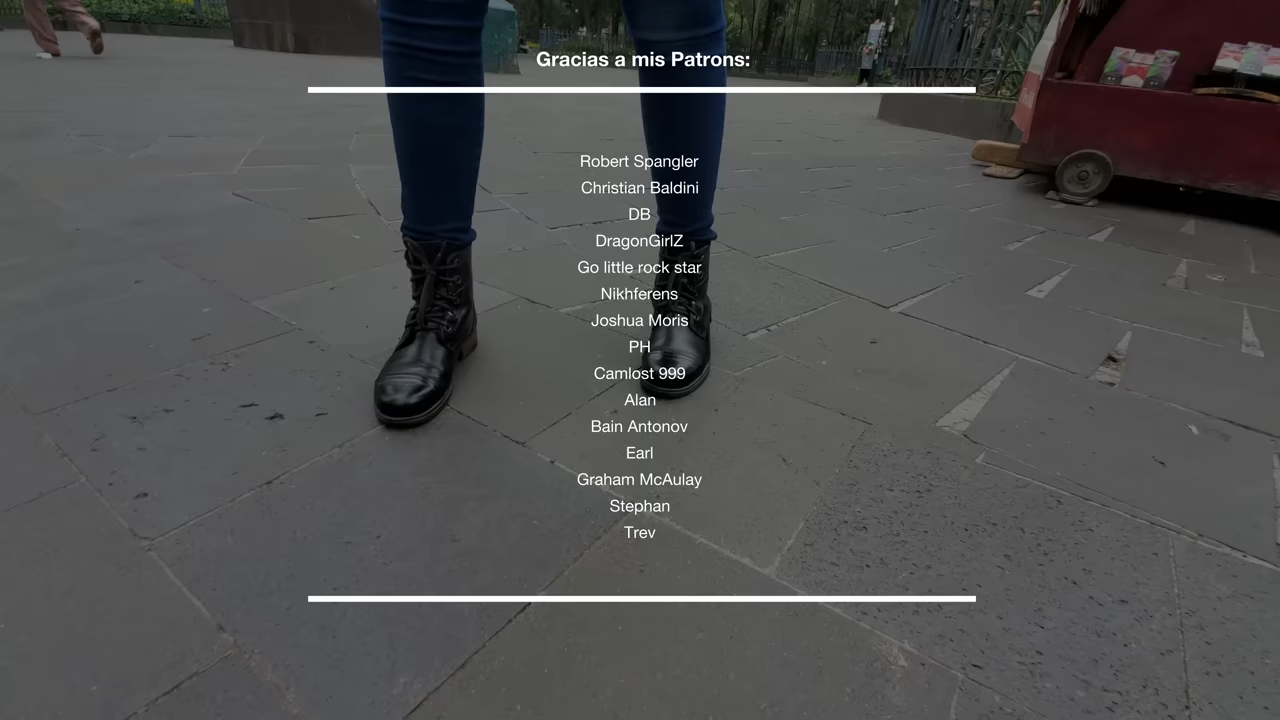 Gracias a mis Patrons:
Robert Spangler
Christian Baldini
DB
DragonGirlZ
Go little rock star
Nikhferens
Joshua Moris
PH
Camlost 999
Alan
Bain Antonov
Earl
Graham McAulay
Stephan
Trev